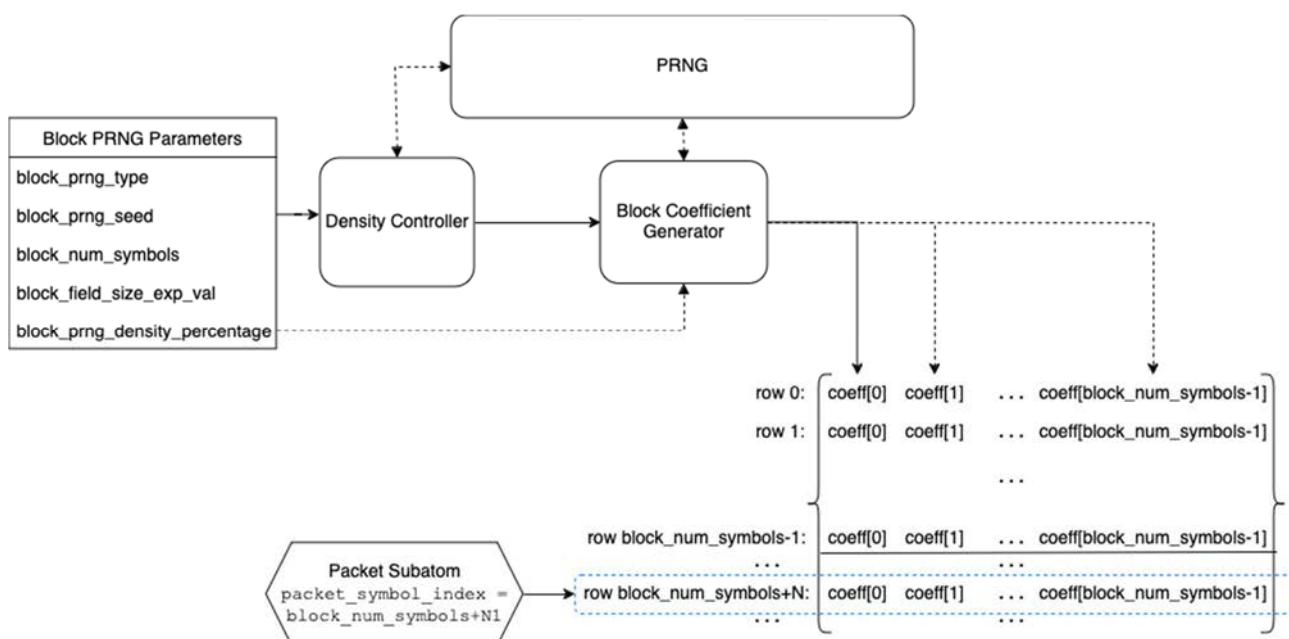 PRNG
Block PRNG Parameters
block_prng_type
block_prng_seed
block_num_symbols
block_field_size_exp_val
block_prng_density_percentage
Density Controller
Block Coefficient
Generator
row 0: coeff[0] coeff[1] ... coeff[block_num_symbols-1]
row 1: coeff[0] coeff[1] ... coeff[block_num_symbols-1]
...
row block_num_symbols-1: coeff[0] coeff[1] ... coeff[block_num_symbols-1]
... ...
row block_num_symbols+N: coeff[0] coeff[1] ... coeff[block_num_symbols-1]
... ...
Packet Subatom
packet_symbol_index =
block_num_symbols+N1